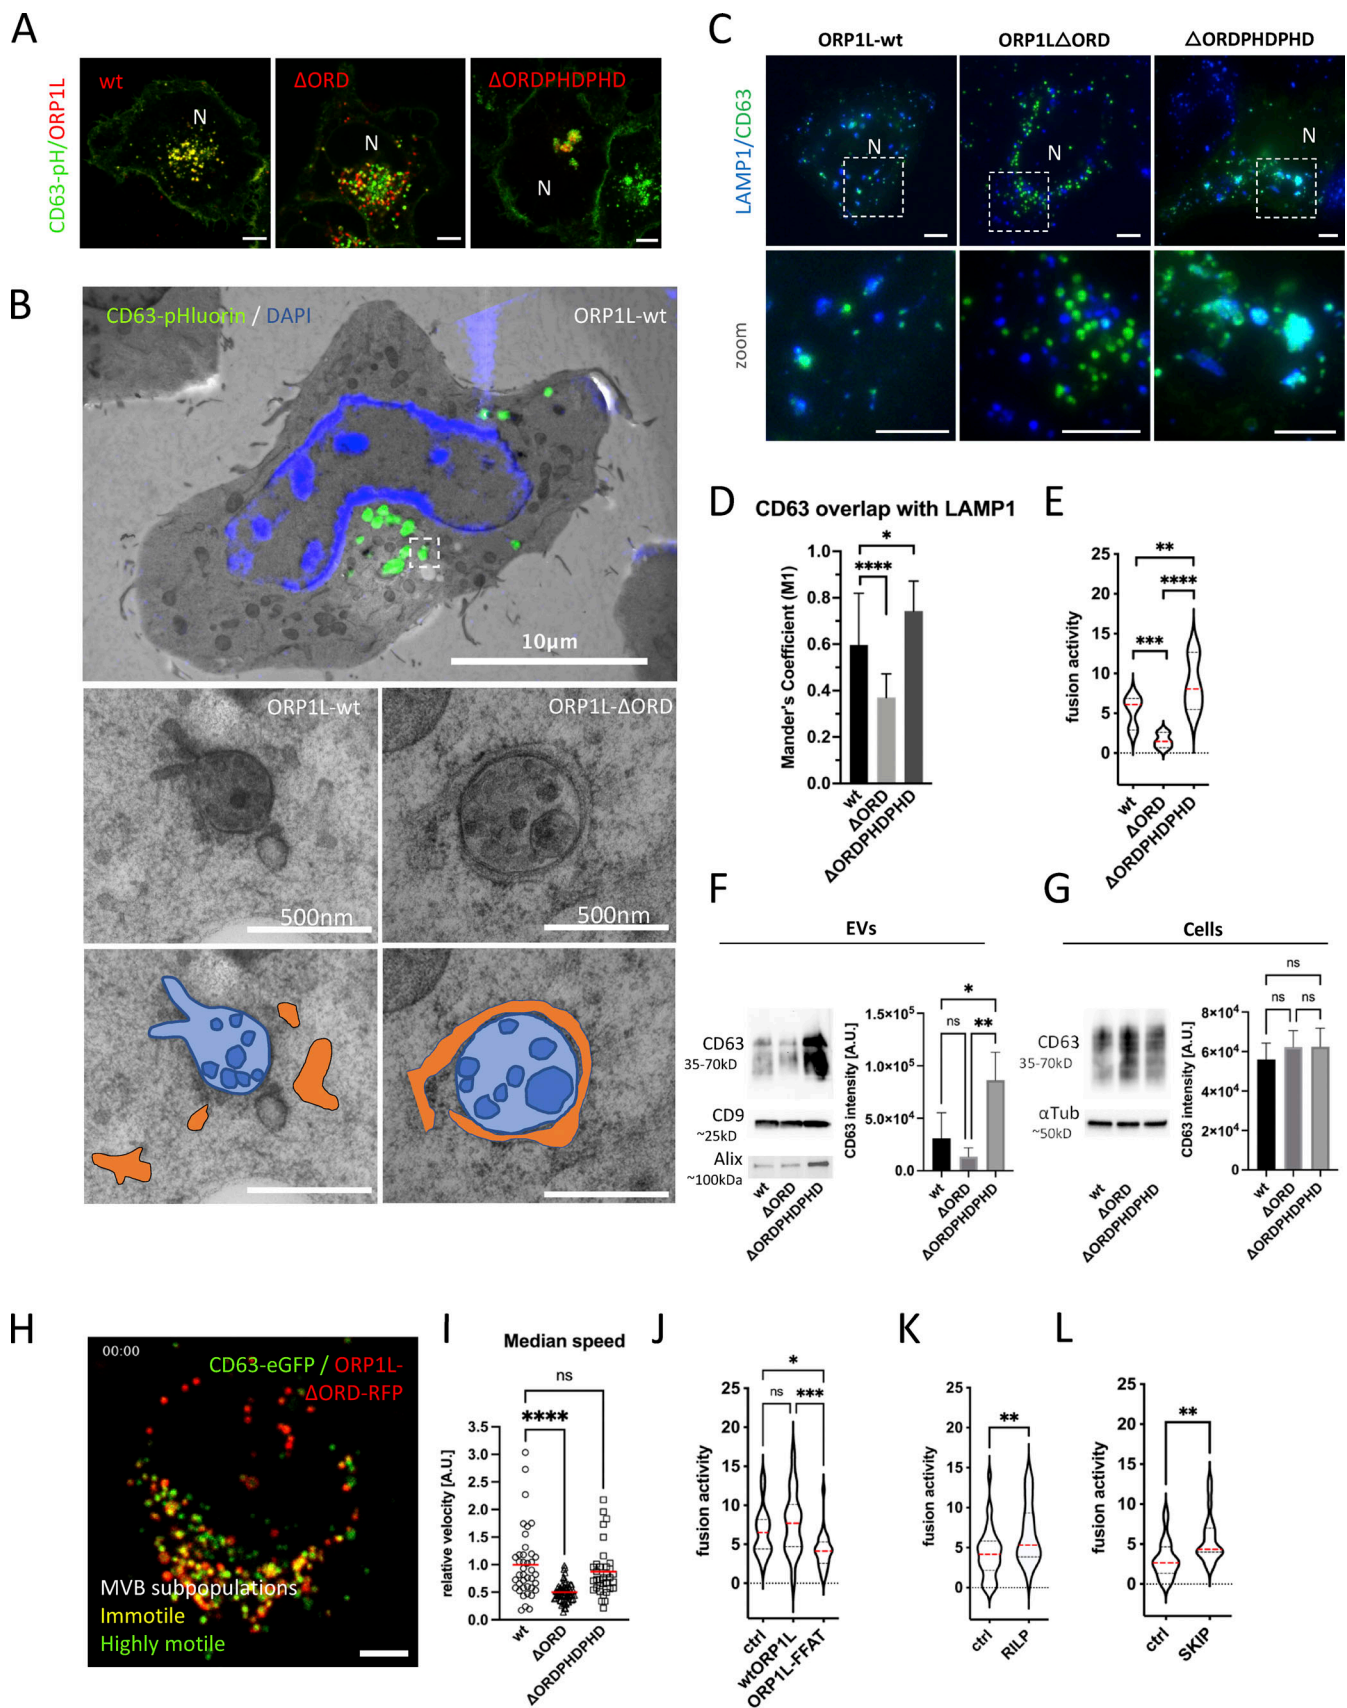 A
CD63-pH/ORP1L
wt
N
ΔORD
N
ΔORDPHDPHD
N
B
CD63-pHluorin / DAPI
ORP1L-wt
10μm
ORP1L-wt
500nm
ORP1L-ΔORD
500nm
C
ORP1L-wt
ORP1L△ORD
△ORDPHDPHD
LAMP1/CD63
N
N
N
zoom
D
CD63 overlap with LAMP1
Mander's Coefficient (M1)
1.0
0.8
0.6
0.4
0.2
0.0
*
****
wt
ΔORD
ΔORDPHDPHD
E
fusion activity
25
20
15
10
5
0
**
****
***
wt
ΔORD
ΔORDPHDPHD
F
EVs
CD63
35-70kD
CD9
~25kD
Alix
~100kDa
wt
ΔORD
ΔORDPHDPHD
CD63 intensity [A.U.]
1.5×10⁵
1.0×10⁵
5.0×10⁴
0.0
*
ns
**
wt
ΔORD
ΔORDPHDPHD
G
Cells
CD63
35-70kD
αTub
~50kD
wt
ΔORD
ΔORDPHDPHD
CD63 intensity [A.U.]
8×10⁴
6×10⁴
4×10⁴
2×10⁴
0
ns
ns
ns
wt
ΔORD
ΔORDPHDPHD
H
00:00
CD63-eGFP / ORP1L-
ΔORD-RFP
MVB subpopulations
Immotile
Highly motile
I
Median speed
relative velocity [A.U.]
3.5
3.0
2.5
2.0
1.5
1.0
0.5
0.0
ns
****
wt
ΔORD
ΔORDPHDPHD
J
fusion activity
25
20
15
10
5
0
*
ns
***
ctrl
wtORP1L
ORP1L-FFAT
K
fusion activity
25
20
15
10
5
0
**
ctrl
RILP
L
fusion activity
25
20
15
10
5
0
**
ctrl
SKIP